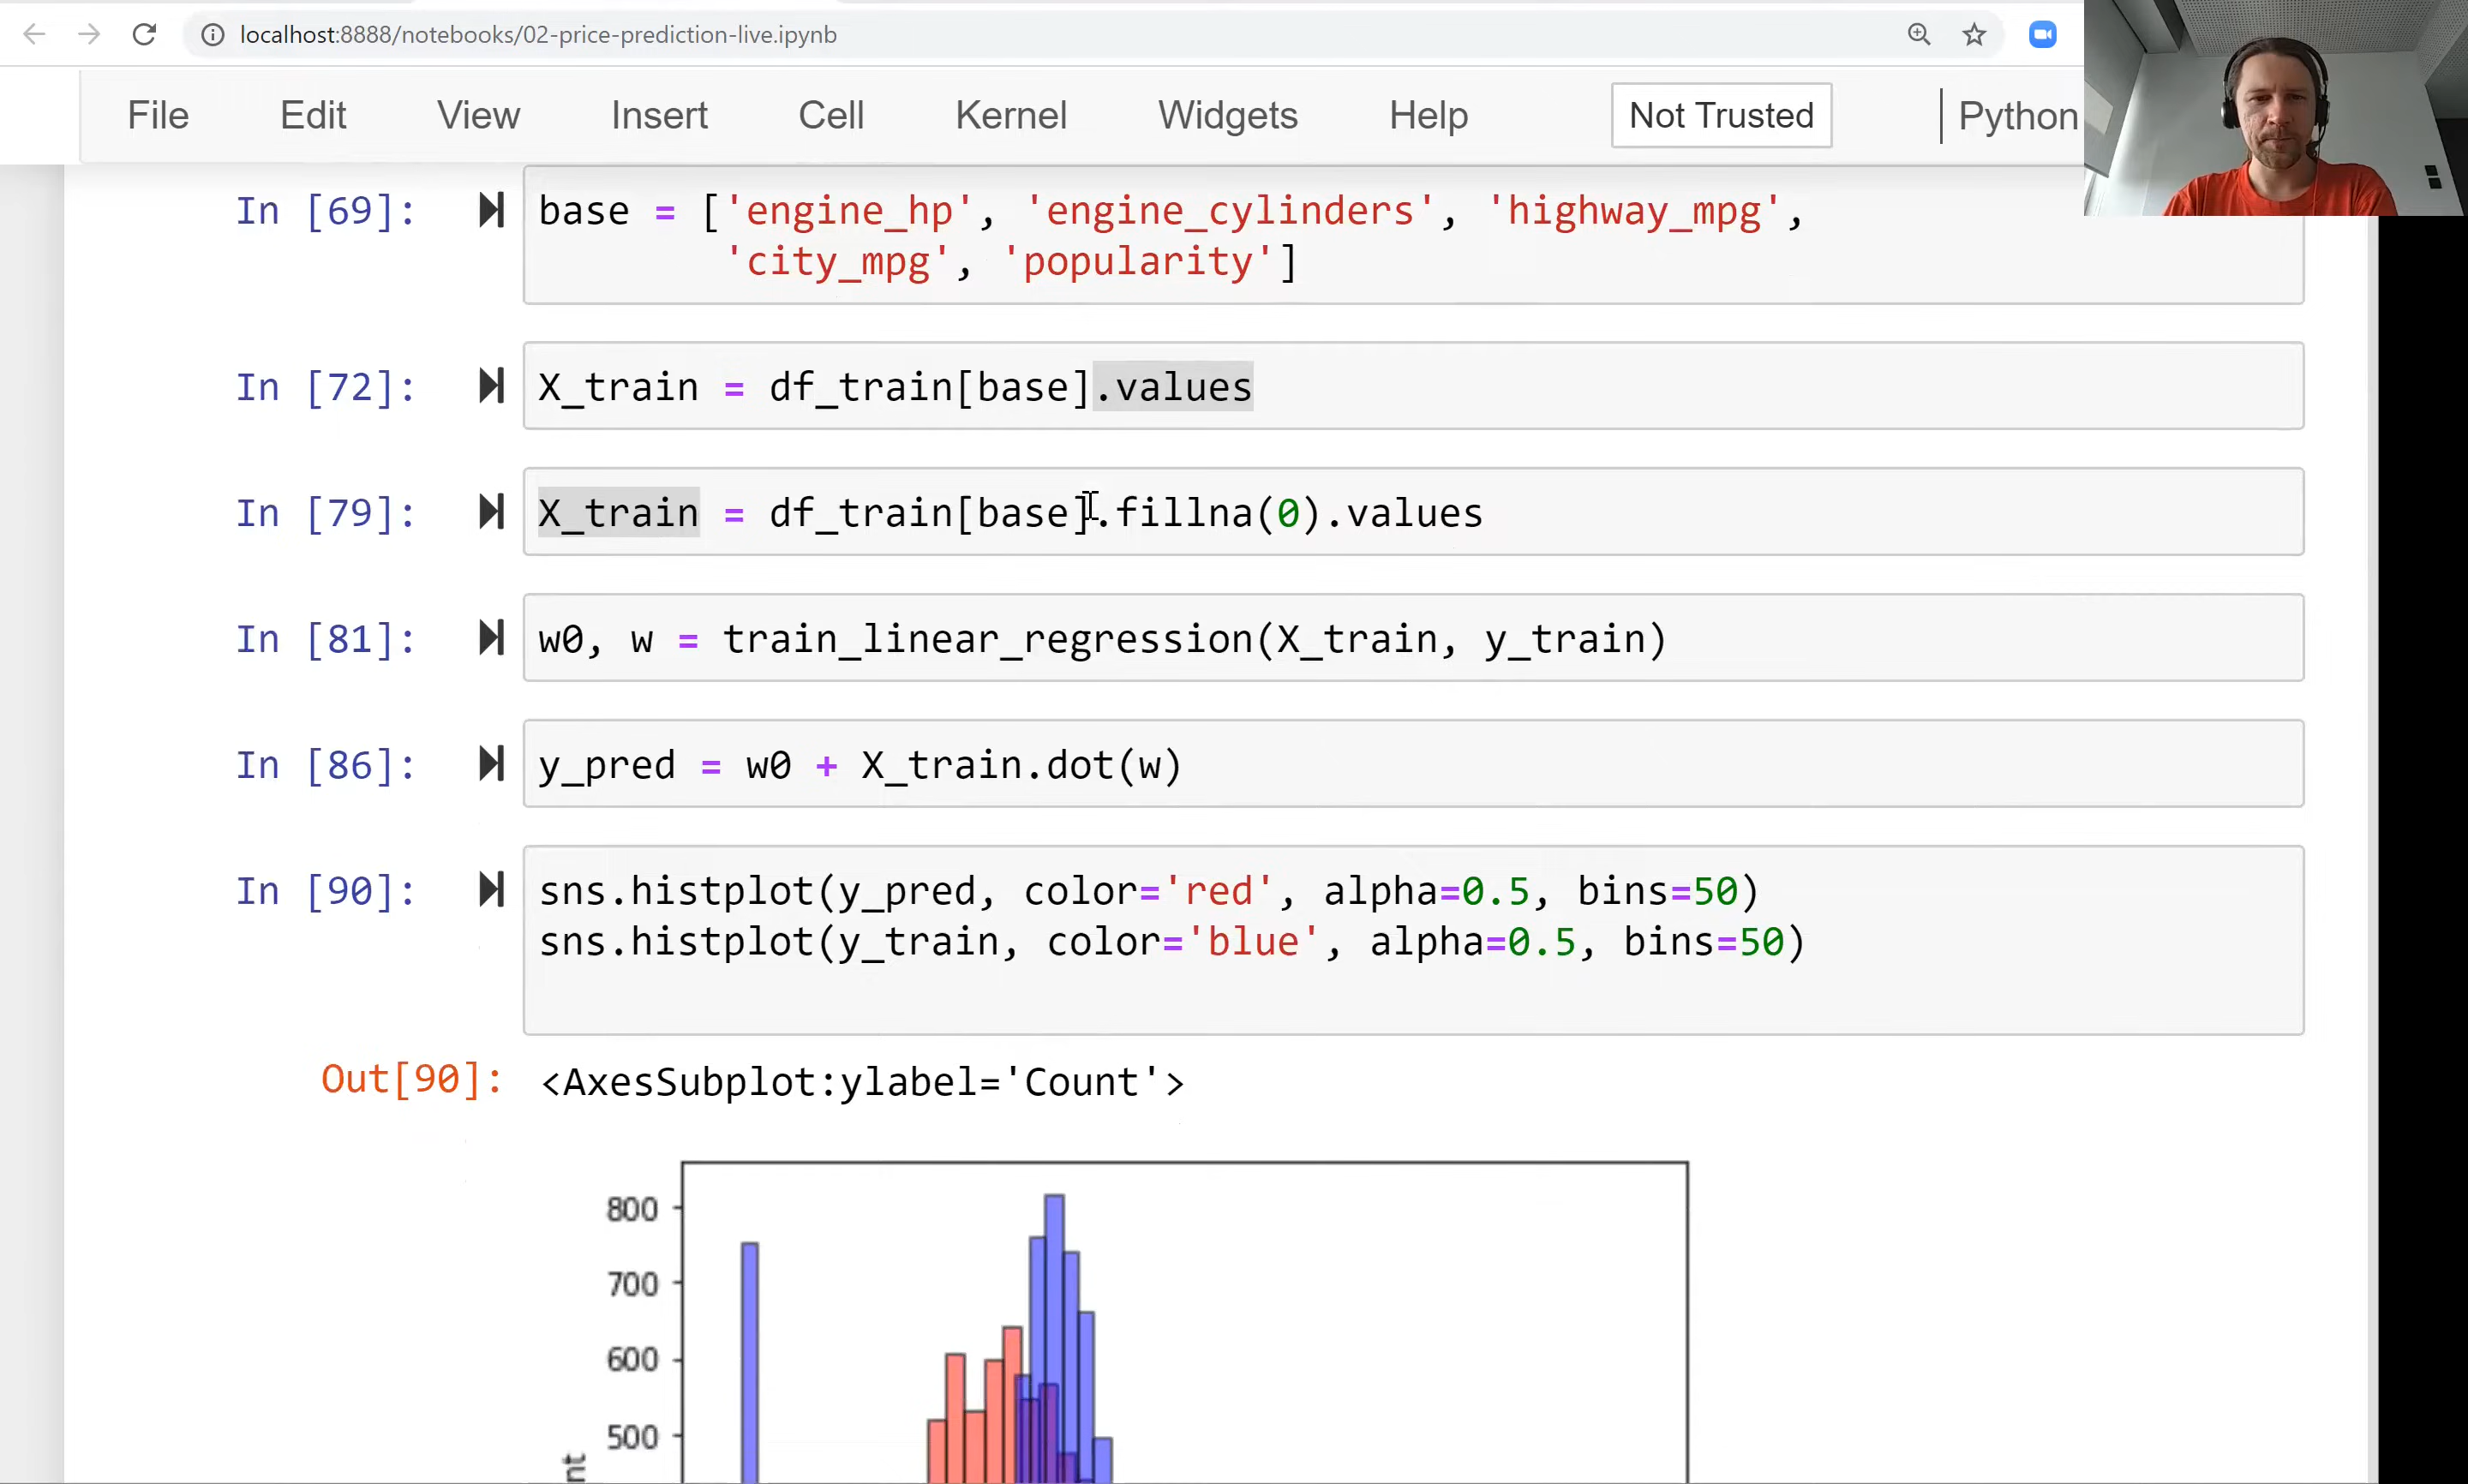 localhost:8888/notebooks/02-price-prediction-live.ipynb
File Edit View Insert Cell Kernel Widgets Help Not Trusted Python
In [69]: base = ['engine_hp', 'engine_cylinders', 'highway_mpg',
'city_mpg', 'popularity']
In [72]: X_train = df_train[base].values
In [79]: X_train = df_train[base].fillna(0).values
In [81]: w0, w = train_linear_regression(X_train, y_train)
In [86]: y_pred = w0 + X_train.dot(w)
In [90]: sns.histplot(y_pred, color='red', alpha=0.5, bins=50)
sns.histplot(y_train, color='blue', alpha=0.5, bins=50)
Out[90]: <AxesSubplot:ylabel='Count'>
800
700
600
500